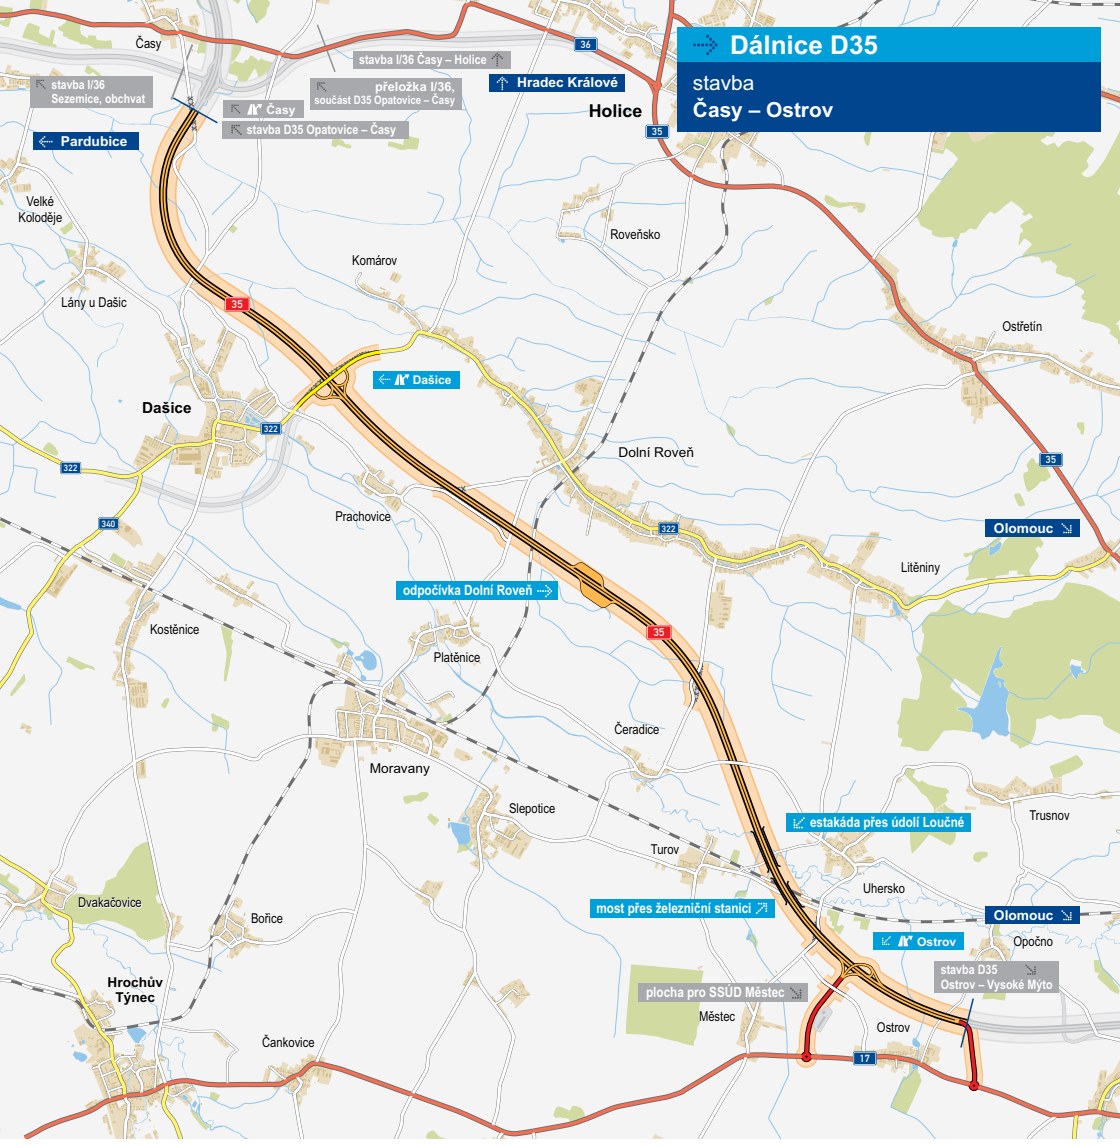 Dálnice D35
stavba
Časy – Ostrov
Časy
36
stavba I/36 Časy – Holice
stavba I/36
Sezemice, obchvat
přeložka I/36,
součást D35 Opatovice – Časy
Hradec Králové
Holice
Časy
stavba D35 Opatovice – Časy
35
Pardubice
Velké
Koloděje
Roveňsko
Komárov
Lány u Dašic
35
Ostřetín
Dašice
Dašice
322
Dolní Roveň
35
322
Prachovice
340
322
Olomouc
Litěniny
odpočívka Dolní Roveň
Kostěnice
35
Platěnice
Čeradice
Moravany
Slepotice
Trusnov
estakáda přes údolí Loučné
Turov
Uhersko
Dvakačovice
most přes železniční stanici
Bořice
Olomouc
Ostrov
Opočno
stavba D35
Ostrov – Vysoké Mýto
Hrochův
Týnec
plocha pro SSÚD Městec
Městec
Ostrov
Čankovice
17